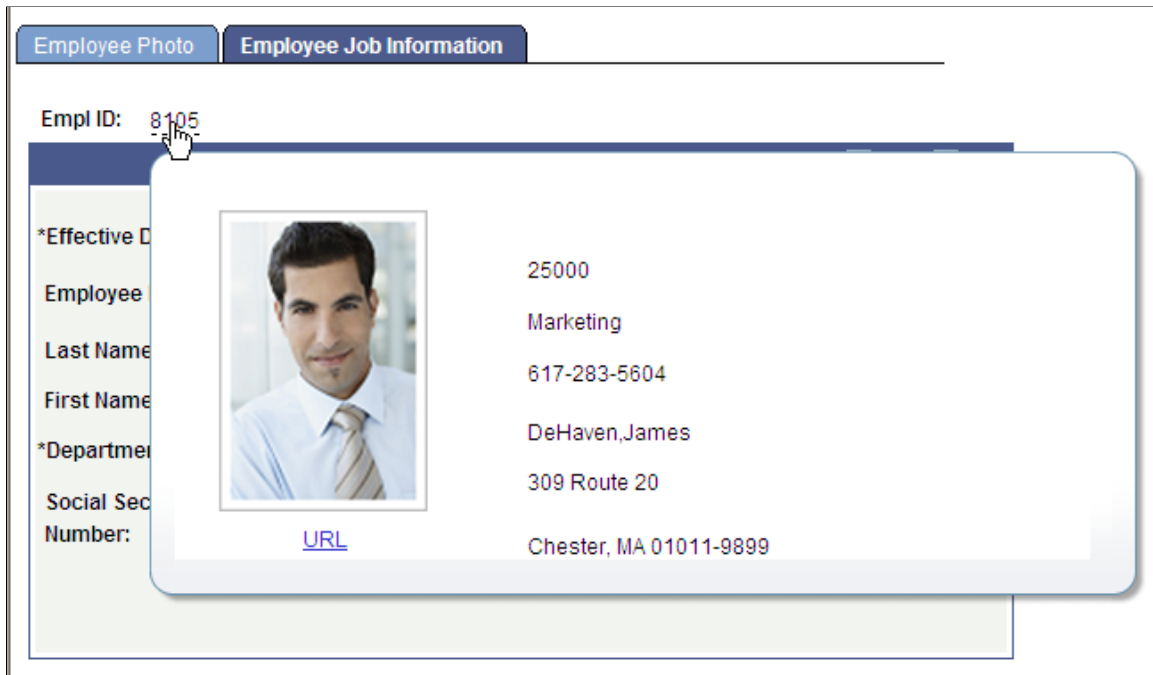 Employee Photo
Employee Job Information
Empl ID: 8105
*Effective D
Employee
Last Name
First Name
*Departmen
Social Sec
Number:
25000
Marketing
617-283-5604
DeHaven,James
309 Route 20
Chester, MA 01011-9899
URL